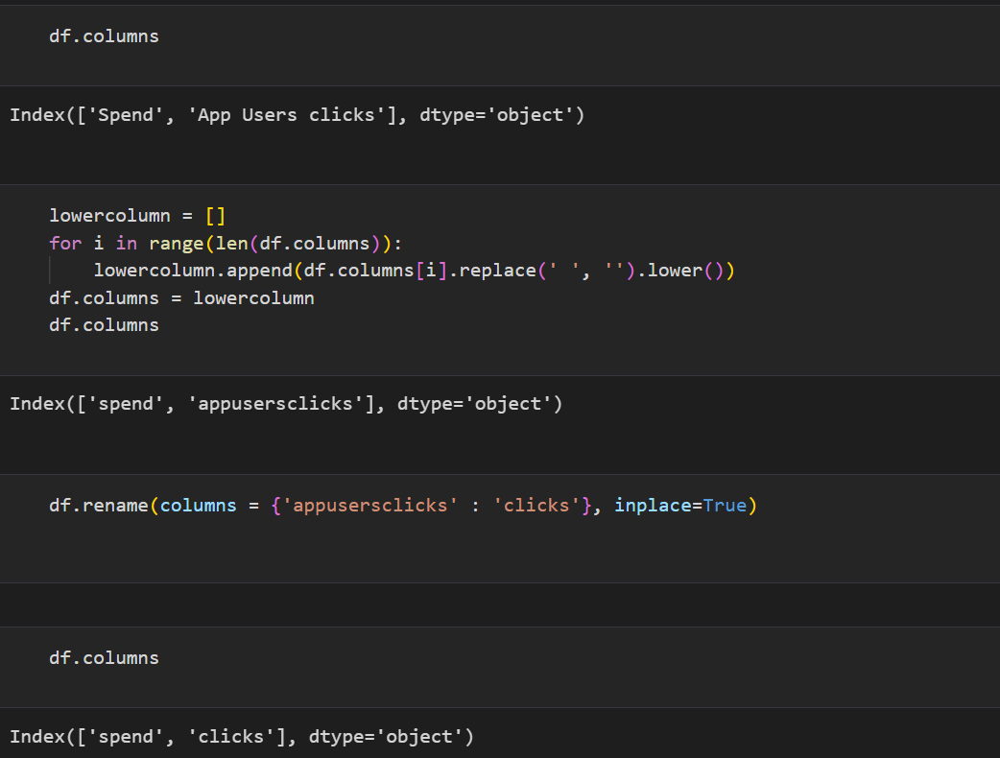 df.columns
Index(['Spend', 'App Users clicks'], dtype='object')
lowercolumn = []
for i in range(len(df.columns)):
    lowercolumn.append(df.columns[i].replace(' ', '').lower())
df.columns = lowercolumn
df.columns
Index(['spend', 'appusersclicks'], dtype='object')
df.rename(columns = {'appusersclicks' : 'clicks'}, inplace=True)
df.columns
Index(['spend', 'clicks'], dtype='object')